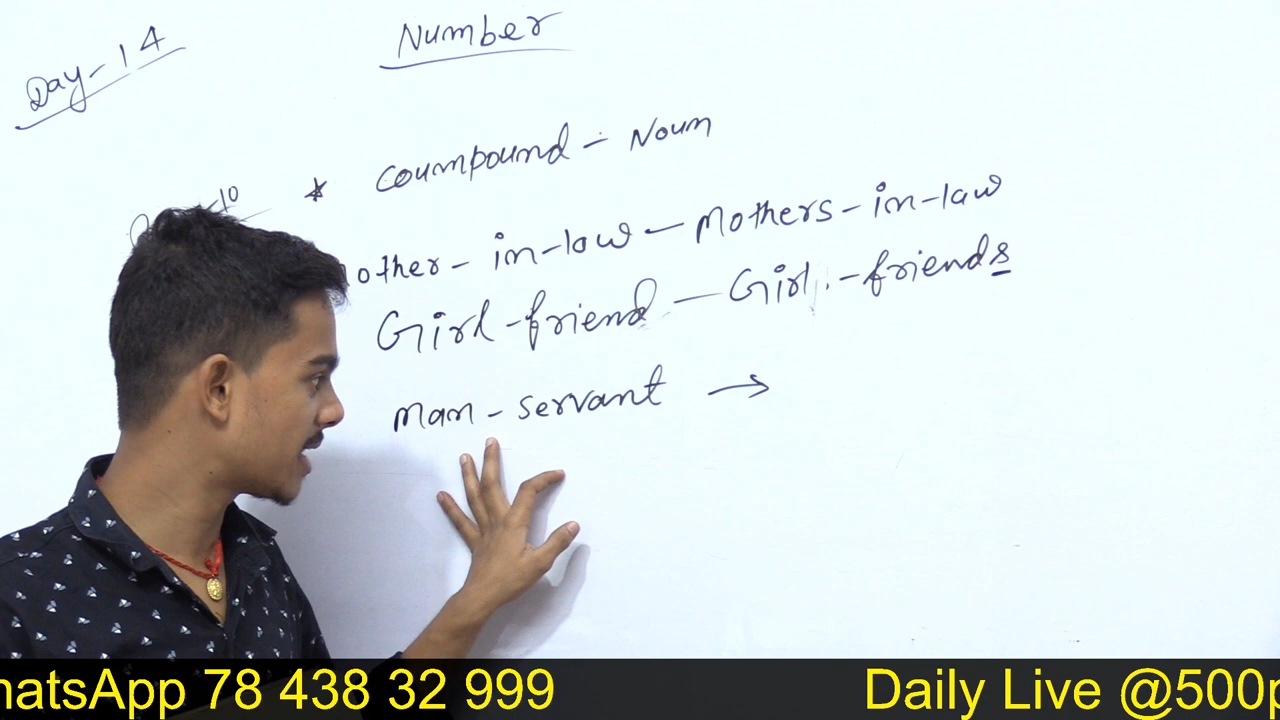 Day-14
Number
* Coumpound - Noun
other-in-law - Mothers-in-law
Girl-friend - Girl-friends
Man-servant →
hatsApp 78 438 32 999
Daily Live @500p